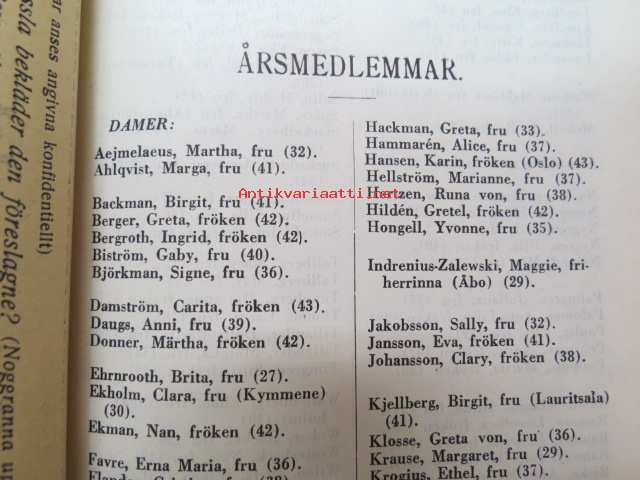 ar anses angivna konfidentiellt)
ssla bekläder den föreslagne? (Noggranna up
ÅRSMEDLEMMAR.
DAMER:
Aejmelaeus, Martha, fru (32).
Ahlqvist, Marga, fru (41).
Backman, Birgit, fru (41).
Berger, Greta, fröken (42).
Bergroth, Ingrid, fröken (42).
Biström, Gaby, fru (40).
Björkman, Signe, fru (36).
Damström, Carita, fröken (43).
Daugs, Anni, fru (39).
Donner, Märtha, fröken (42).
Ehrnrooth, Brita, fru (27).
Ekholm, Clara, fru (Kymmene)
(30).
Ekman, Nan, fröken (42).
Favre, Erna Maria, fru (36).
Hackman, Greta, fru (33).
Hammarén, Alice, fru (37).
Hansen, Karin, fröken (Oslo) (43).
Hellström, Marianne, fru (37).
Hertzen, Runa von, fru (38).
Hildén, Gretel, fröken (42).
Hongell, Yvonne, fru (35).
Indrenius-Zalewski, Maggie, fri-
herrinna (Åbo) (29).
Jakobsson, Sally, fru (32).
Jansson, Eva, fröken (41).
Johansson, Clary, fröken (38).
Kjellberg, Birgit, fru (Lauritsala)
(41).
Klosse, Greta von, fru (36).
Krause, Margaret, fru (29).
Krogius, Ethel, fru (37).
Antikvariaatti.net